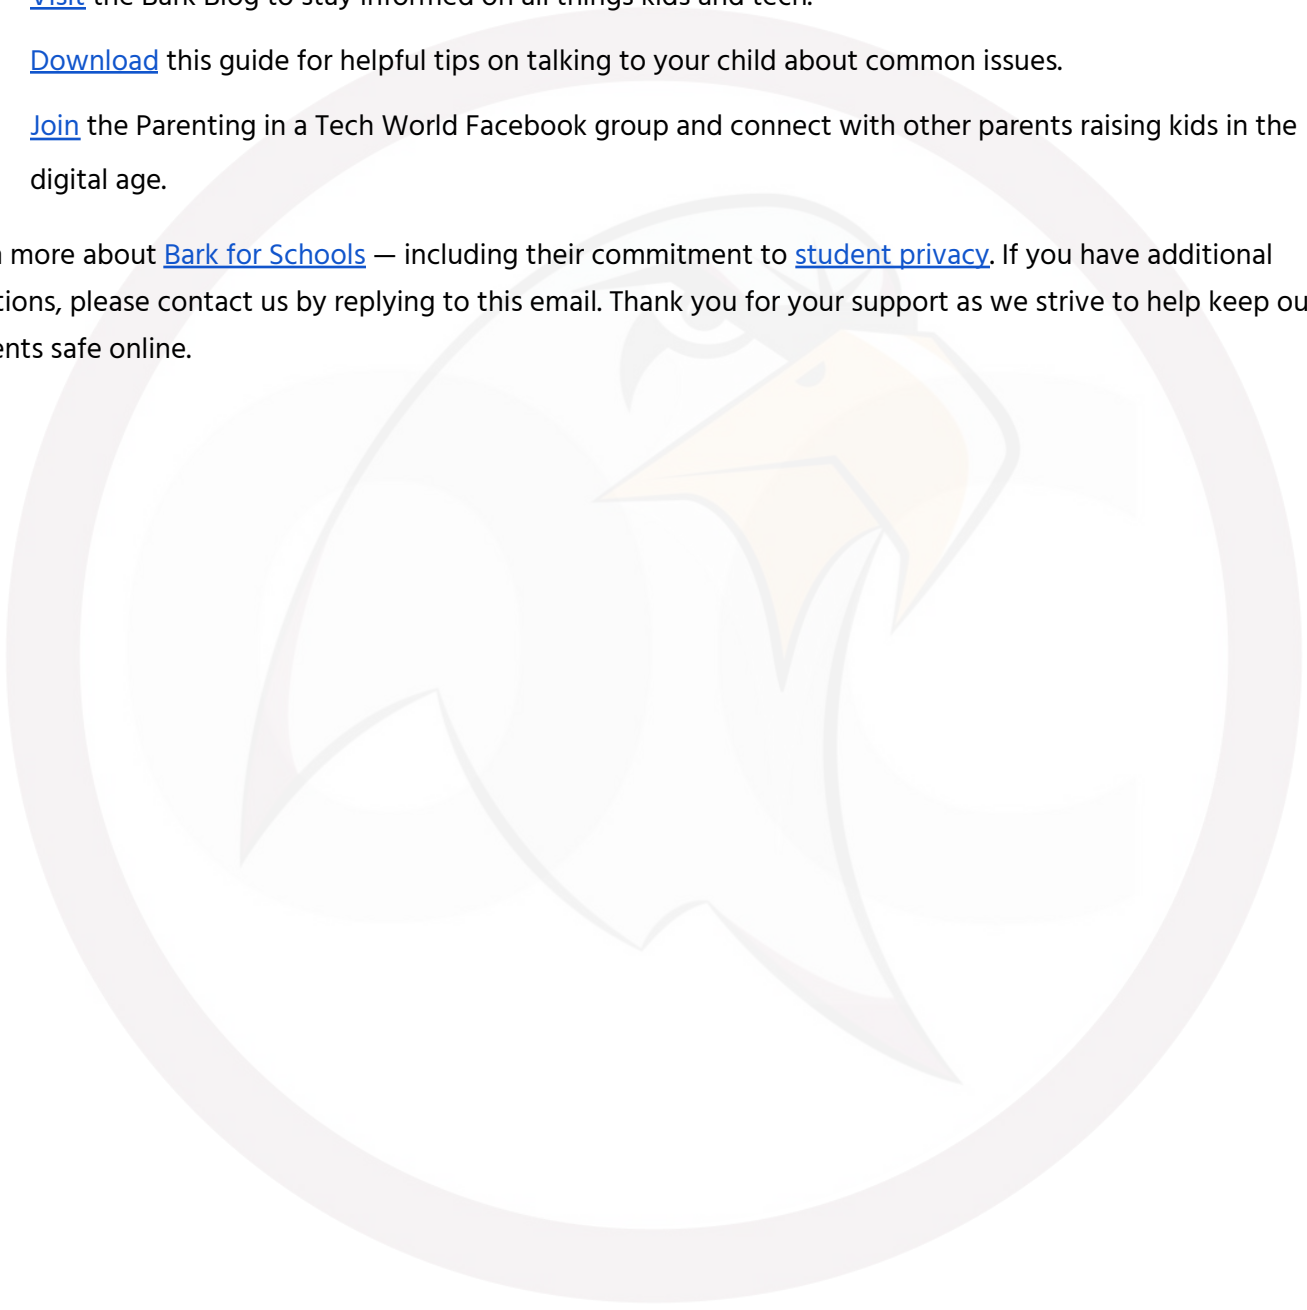 Visit the Bark Blog to stay informed on all things kids and tech.
Download this guide for helpful tips on talking to your child about common issues.
Join the Parenting in a Tech World Facebook group and connect with other parents raising kids in the
digital age.
more about Bark for Schools — including their commitment to student privacy. If you have additional
tions, please contact us by replying to this email. Thank you for your support as we strive to help keep ou
ents safe online.
OC